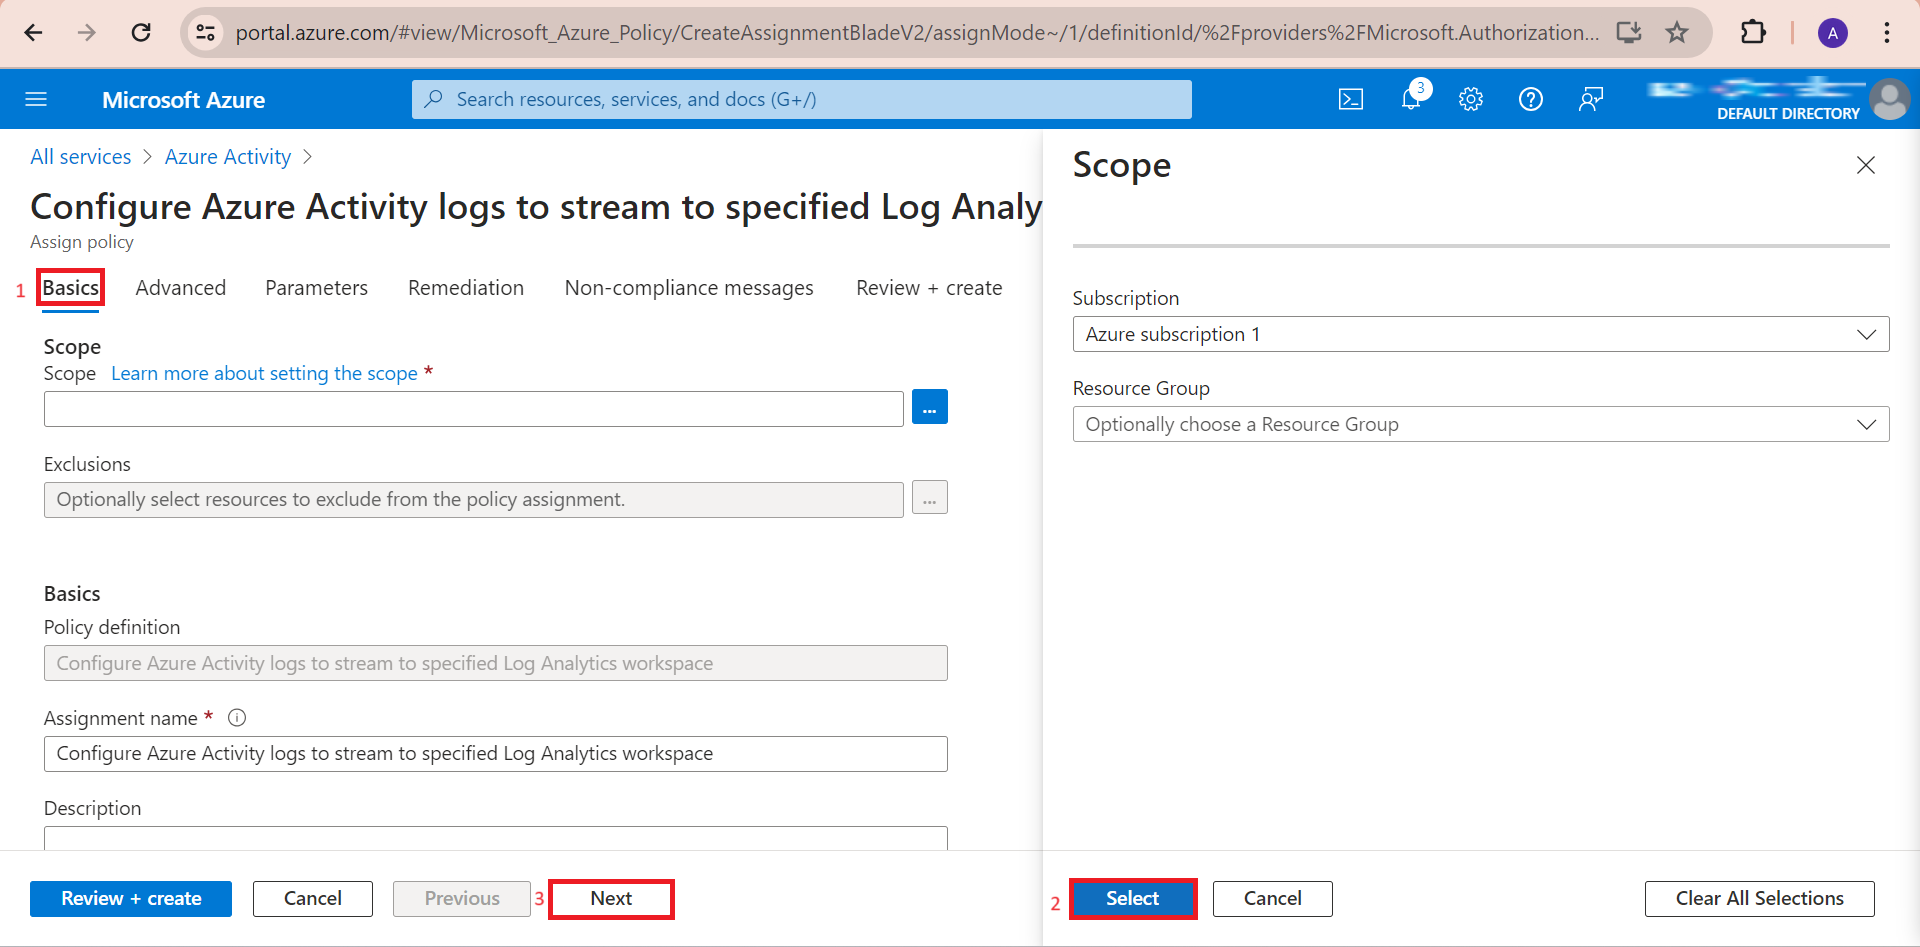 portal.azure.com/#view/Microsoft_Azure_Policy/CreateAssignmentBladeV2/assignMode~/1/definitionId/%2Fproviders%2FMicrosoft.Authorization...
A
Microsoft Azure
Search resources, services, and docs (G+/)
3
DEFAULT DIRECTORY
All services > Azure Activity >
Configure Azure Activity logs to stream to specified Log Analy
Assign policy
1
Basics Advanced Parameters Remediation Non-compliance messages Review + create
Scope
Scope Learn more about setting the scope *
...
Exclusions
Optionally select resources to exclude from the policy assignment.
...
Basics
Policy definition
Configure Azure Activity logs to stream to specified Log Analytics workspace
Assignment name *
Configure Azure Activity logs to stream to specified Log Analytics workspace
Description
Review + create Cancel Previous 3 Next
Scope
Subscription
Azure subscription 1
Resource Group
Optionally choose a Resource Group
2 Select Cancel Clear All Selections